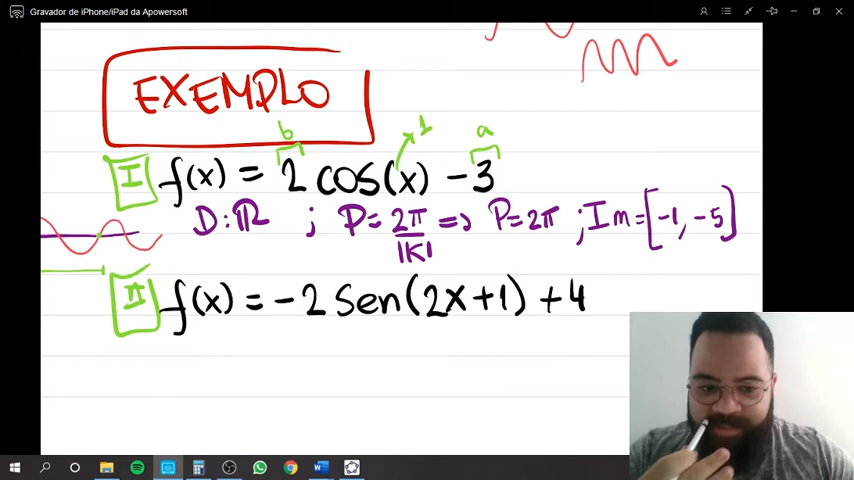 Gravador de iPhone/iPad da Apowersoft
EXEMPLO
b 1 a
I f(x) = 2 cos(x) - 3
D: ℝ ; P = 2π/|K| => P = 2π ; Im = [-1, -5]
II f(x) = -2 Sen(2x+1) + 4